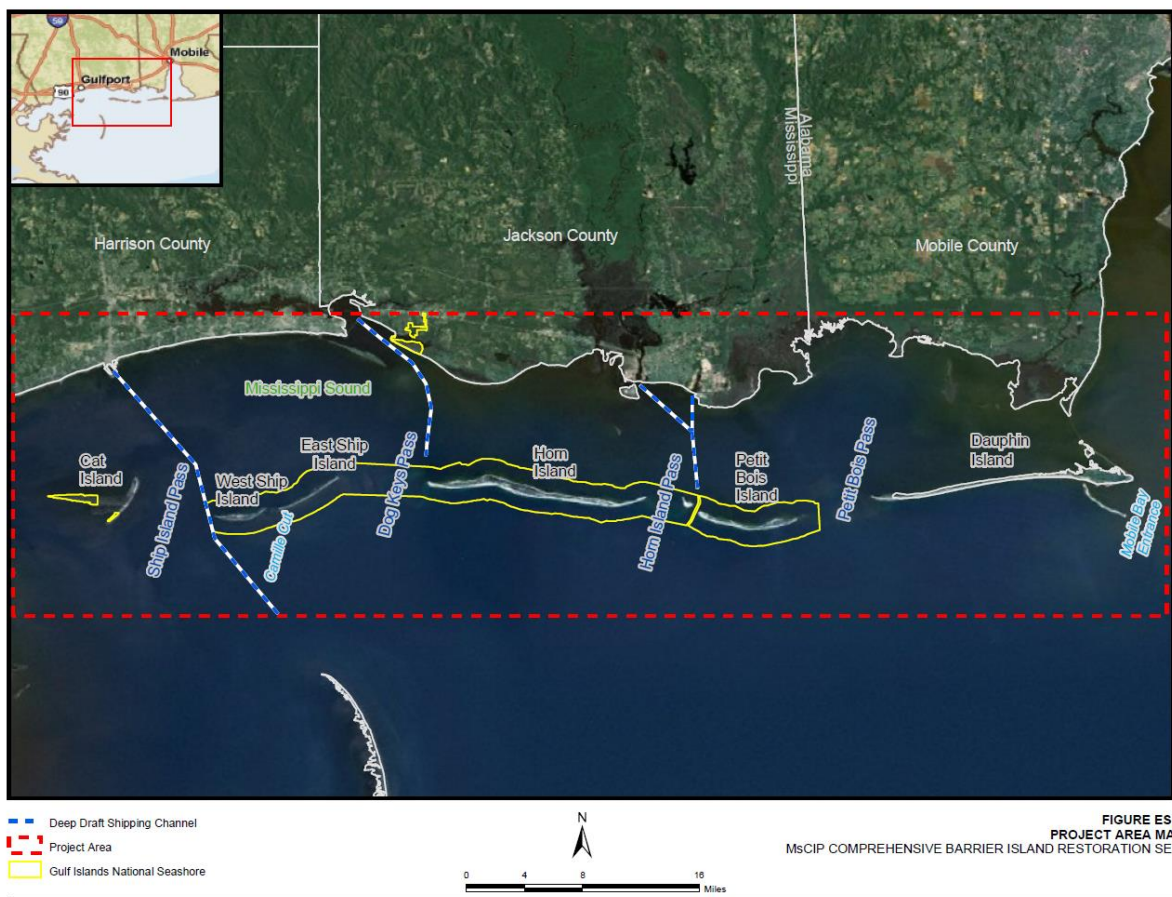 59
Mobile
Gulfport
90
Alabama
Mississippi
Harrison County
Jackson County
Mobile County
Mississippi Sound
Cat
Island
Ship Island Pass
West Ship
Island
East Ship
Island
Camille Cut
Dog Keys Pass
Horn
Island
Horn Island Pass
Petit
Bois
Island
Petit Bois Pass
Dauphin
Island
Mobile Bay
Entrance
Deep Draft Shipping Channel
Project Area
Gulf Islands National Seashore
N
0 4 8 16
Miles
FIGURE ES
PROJECT AREA MA
MsCIP COMPREHENSIVE BARRIER ISLAND RESTORATION SE